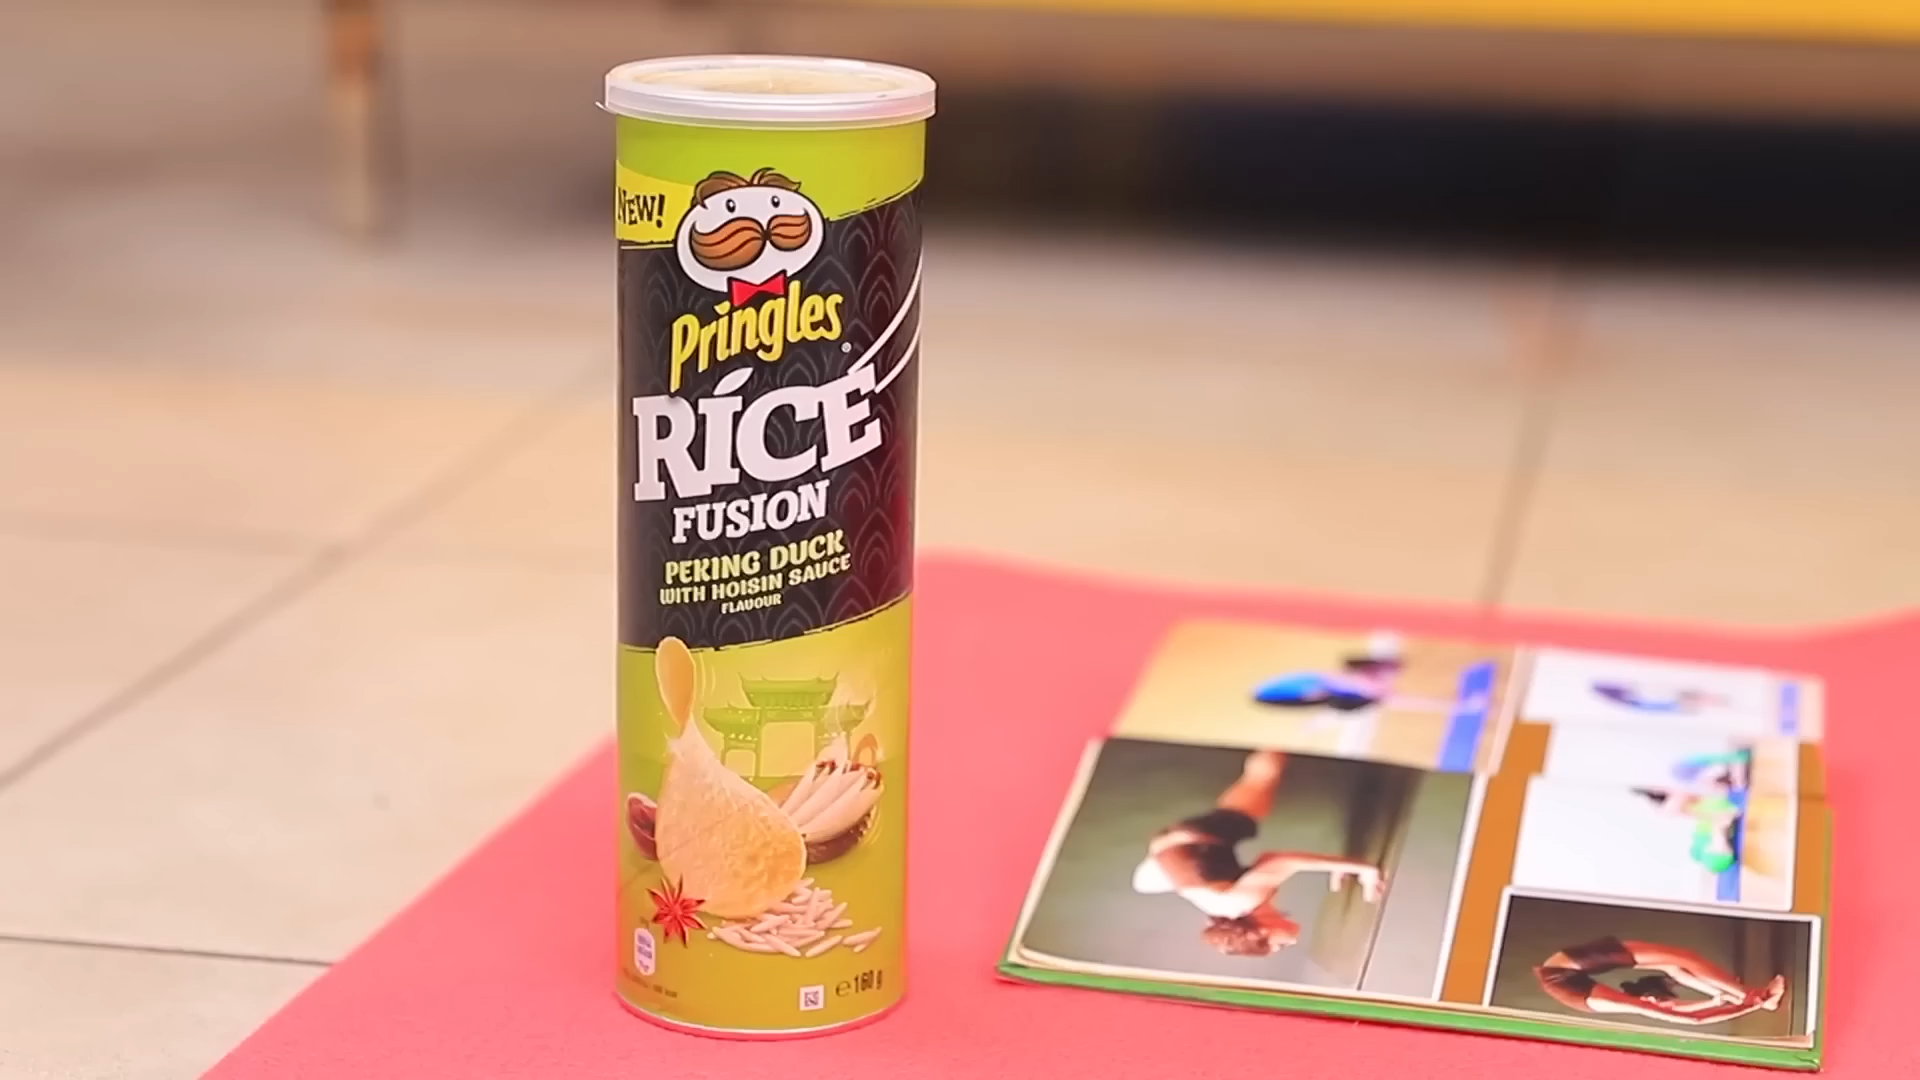 NEW!
Pringles
RICE
FUSION
PEKING DUCK
WITH HOISIN SAUCE
FLAVOUR
℮160 g